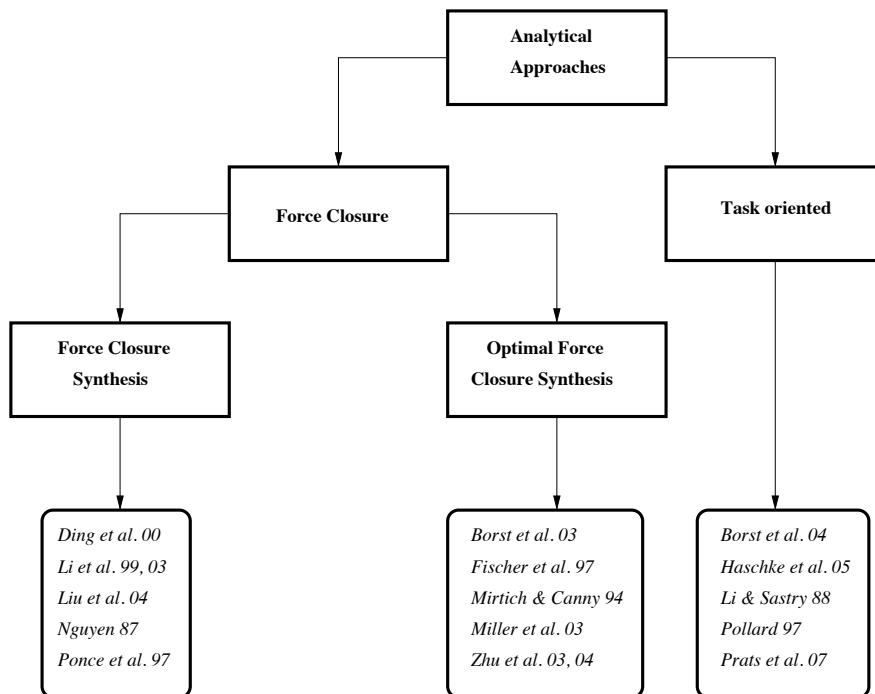 Analytical
Approaches
Force Closure
Task oriented
Force Closure
Synthesis
Optimal Force
Closure Synthesis
Ding et al. 00
Li et al. 99, 03
Liu et al. 04
Nguyen 87
Ponce et al. 97
Borst et al. 03
Fischer et al. 97
Mirtich & Canny 94
Miller et al. 03
Zhu et al. 03, 04
Borst et al. 04
Haschke et al. 05
Li & Sastry 88
Pollard 97
Prats et al. 07